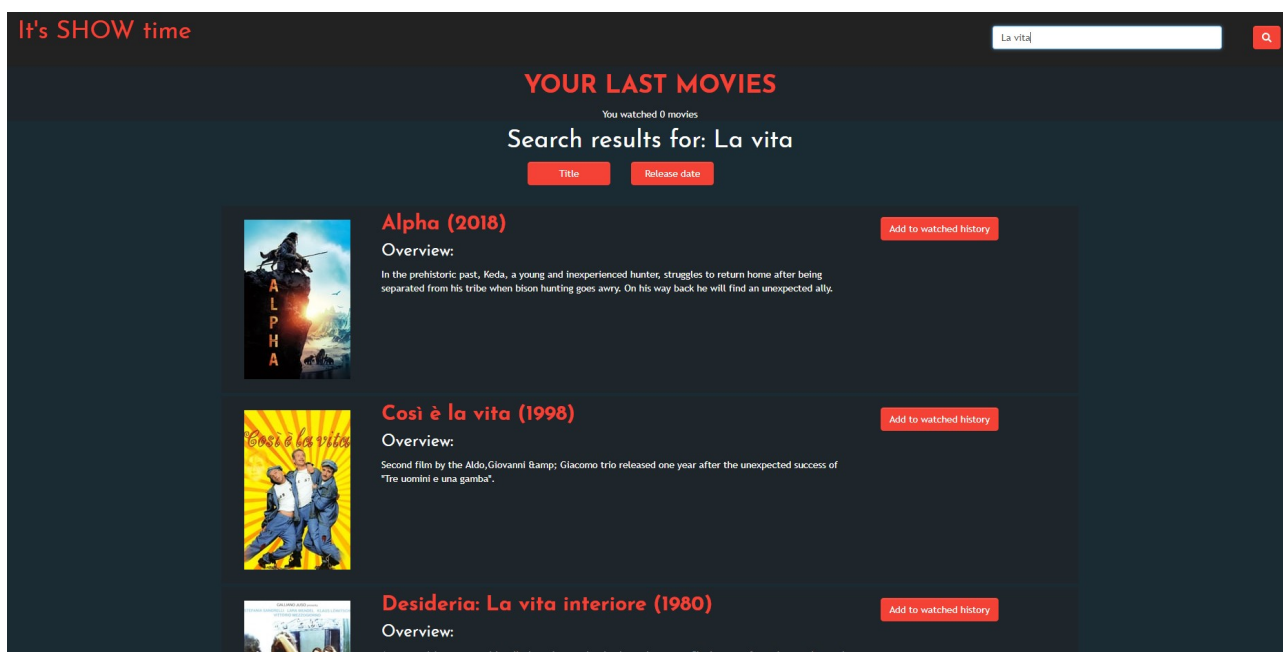 It's SHOW time
La vita
YOUR LAST MOVIES
You watched 0 movies
Search results for: La vita
Title
Release date
Alpha (2018)
Add to watched history
Overview:
In the prehistoric past, Keda, a young and inexperienced hunter, struggles to return home after being
separated from his tribe when bison hunting goes awry. On his way back he will find an unexpected ally.
ALPHA
Così è la vita (1998)
Add to watched history
Overview:
Second film by the Aldo,Giovanni &amp; Giacomo trio released one year after the unexpected success of
"Tre uomini e una gamba".
Così è la vita
Desideria: La vita interiore (1980)
Add to watched history
Overview: